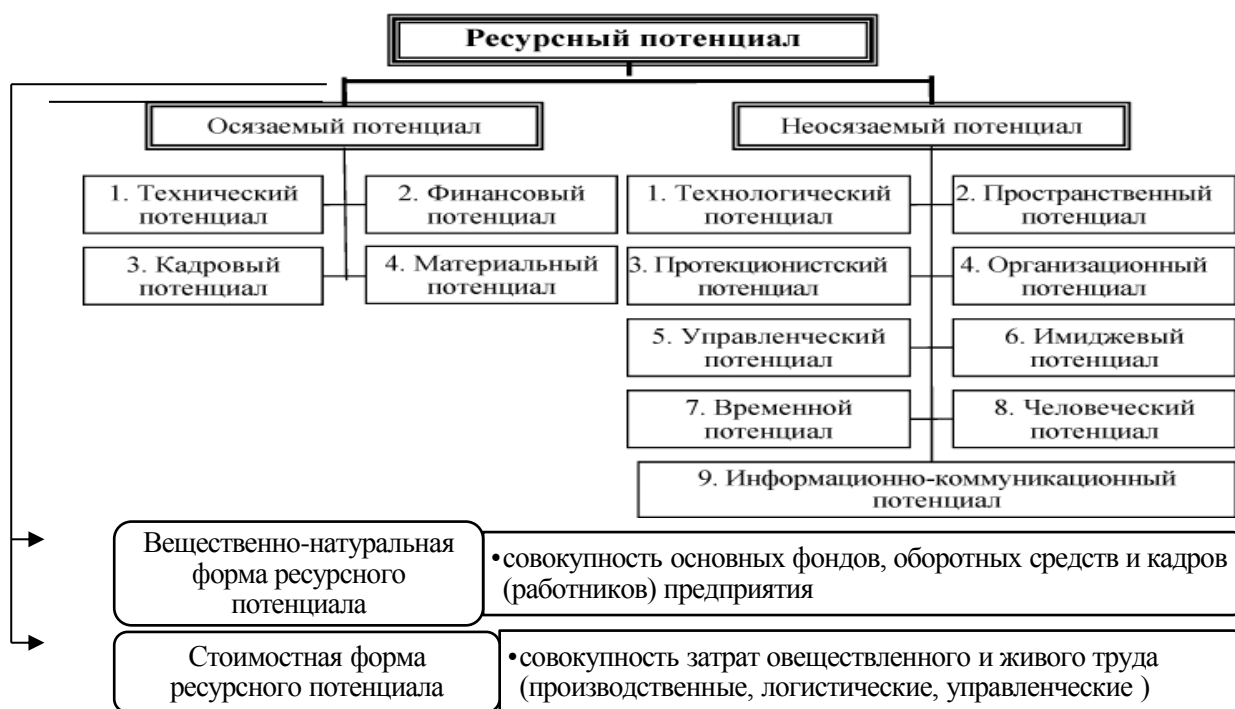 Ресурсный потенциал
Осязаемый потенциал
Неосязаемый потенциал
1. Технический
потенциал
2. Финансовый
потенциал
3. Кадровый
потенциал
4. Материальный
потенциал
1. Технологический
потенциал
2. Пространственный
потенциал
3. Протекционистский
потенциал
4. Организационный
потенциал
5. Управленческий
потенциал
6. Имиджевый
потенциал
7. Временной
потенциал
8. Человеческий
потенциал
9. Информационно-коммуникационный
потенциал
Вещественно-натуральная
форма ресурсного
потенциала
•совокупность основных фондов, оборотных средств и кадров
(работников) предприятия
Стоимостная форма
ресурсного потенциала
•совокупность затрат овеществленного и живого труда
(производственные, логистические, управленческие )